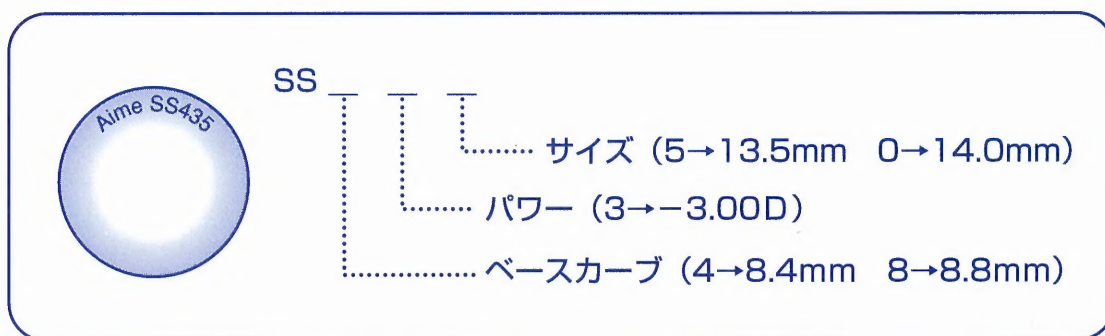 Aime SS435
SS _ _ _
サイズ（5→13.5mm　0→14.0mm）
パワー（3→−3.00D）
ベースカーブ（4→8.4mm　8→8.8mm）